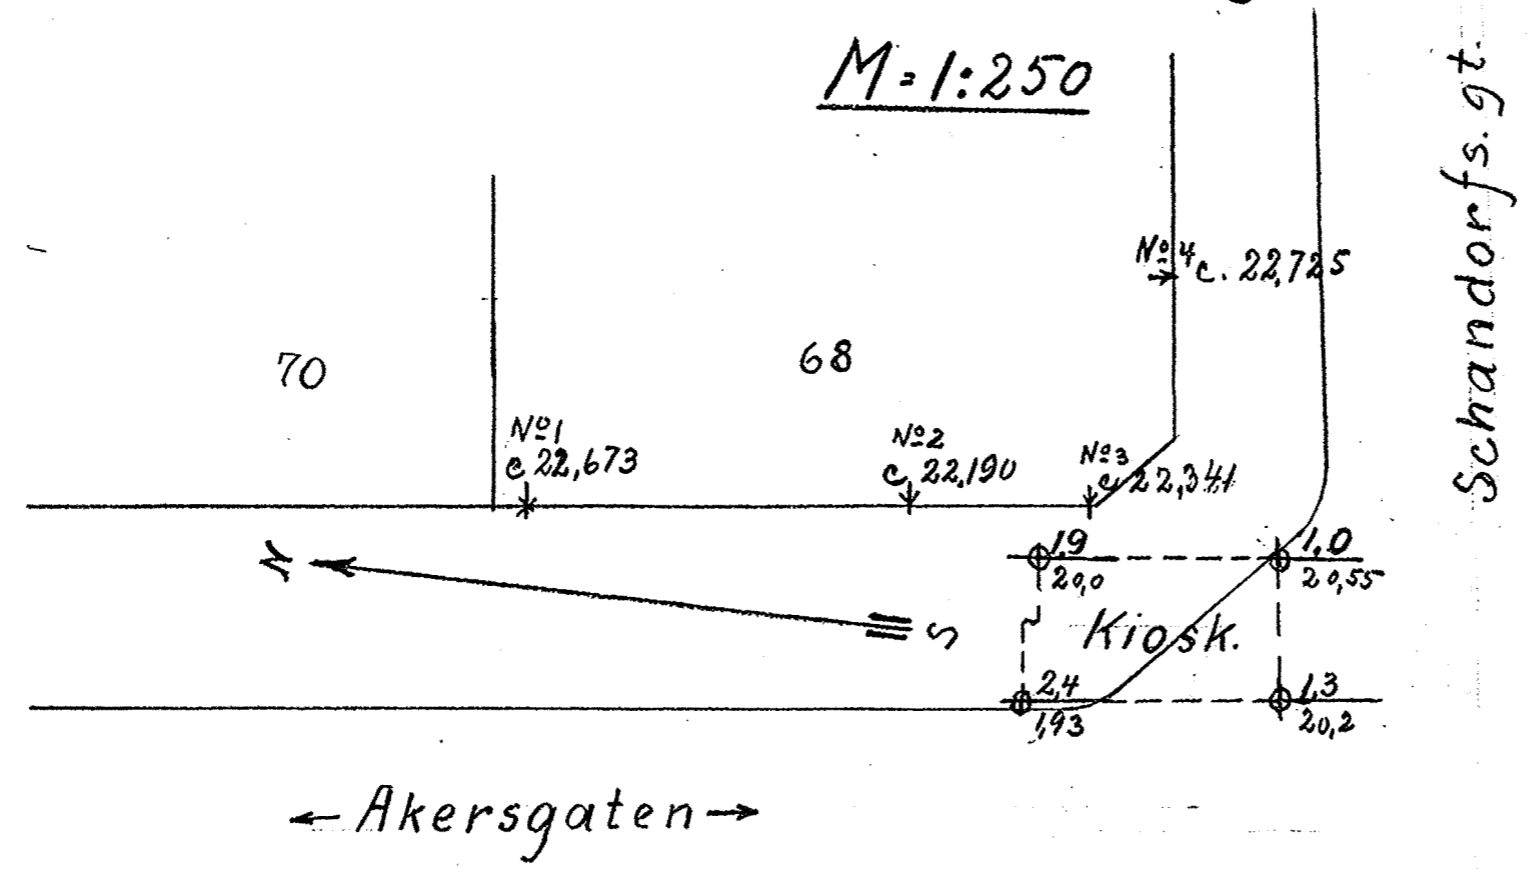 M = 1:250
Schandorfs. gt.
Nº 4 c. 22,725
70
68
Nº 1
c 22,673
Nº 2
c, 22,190
Nº 3
c 22,341
N
S
1,9
20,0
1,0
20,55
Kiosk.
2,4
1,93
1,3
20,2
← Akersgaten →